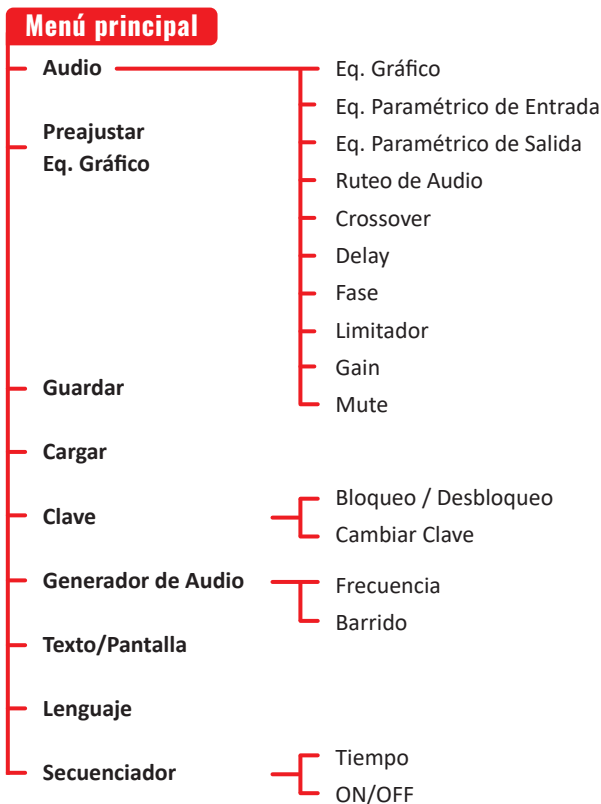 Menú principal
Audio
Eq. Gráfico
Eq. Paramétrico de Entrada
Eq. Paramétrico de Salida
Ruteo de Audio
Crossover
Delay
Fase
Limitador
Gain
Mute
Preajustar
Eq. Gráfico
Guardar
Cargar
Clave
Bloqueo / Desbloqueo
Cambiar Clave
Generador de Audio
Frecuencia
Barrido
Texto/Pantalla
Lenguaje
Secuenciador
Tiempo
ON/OFF